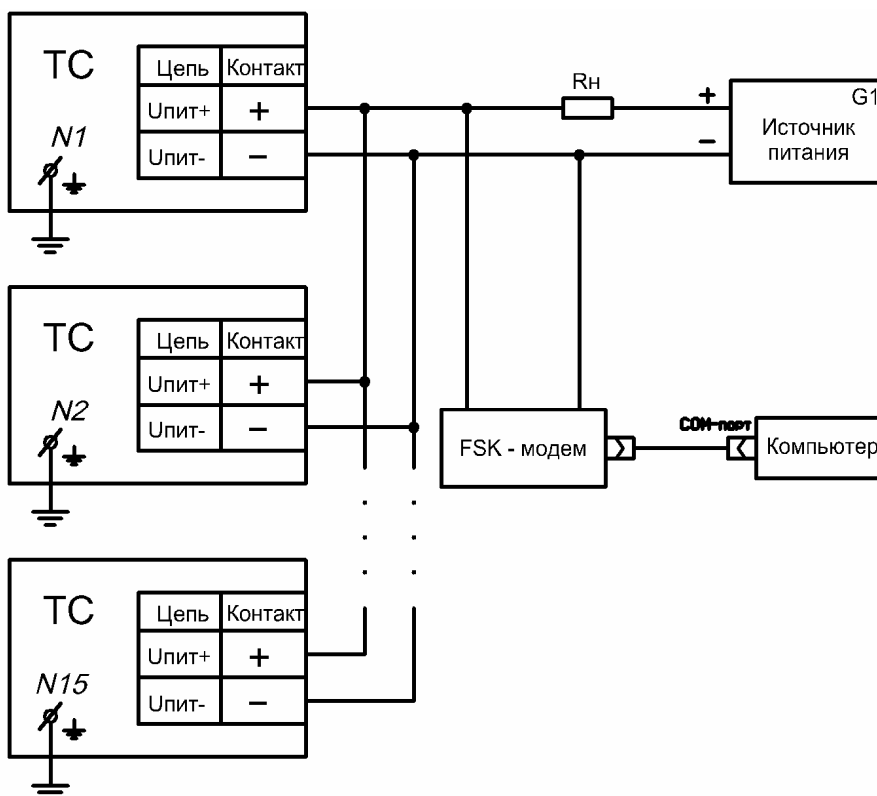 ТС
Цепь Контакт
Uпит+ +
Uпит- −
N1
Rн
+
−
G1
Источник
питания
ТС
Цепь Контакт
Uпит+ +
Uпит- −
N2
FSK - модем
COM-порт
Компьютер
ТС
Цепь Контакт
Uпит+ +
Uпит- −
N15